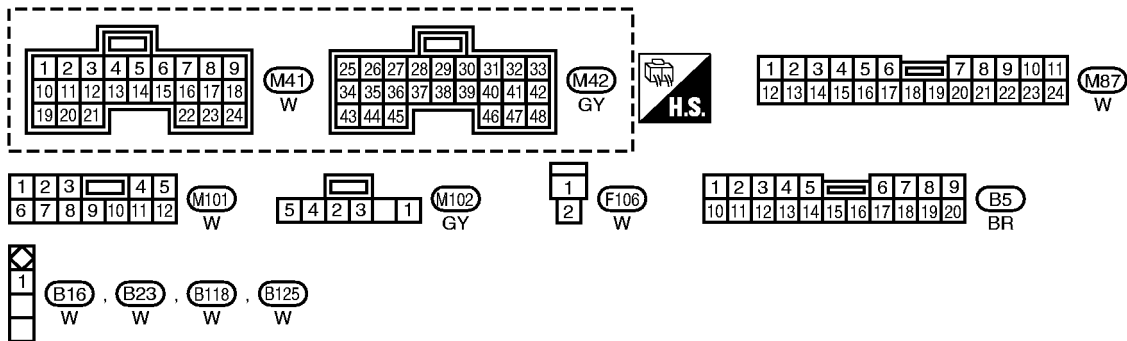 1 2 3 4 5 6 7 8 9
10 11 12 13 14 15 16 17 18
19 20 21 22 23 24
M41
W
25 26 27 28 29 30 31 32 33
34 35 36 37 38 39 40 41 42
43 44 45 46 47 48
M42
GY
H.S.
1 2 3 4 5 6 7 8 9 10 11
12 13 14 15 16 17 18 19 20 21 22 23 24
M87
W
1 2 3 4 5
6 7 8 9 10 11 12
M101
W
5 4 2 3 1
M102
GY
1
2
F106
W
1 2 3 4 5 6 7 8 9
10 11 12 13 14 15 16 17 18 19 20
B5
BR
1
B16 , B23 , B118 , B125
W W W W